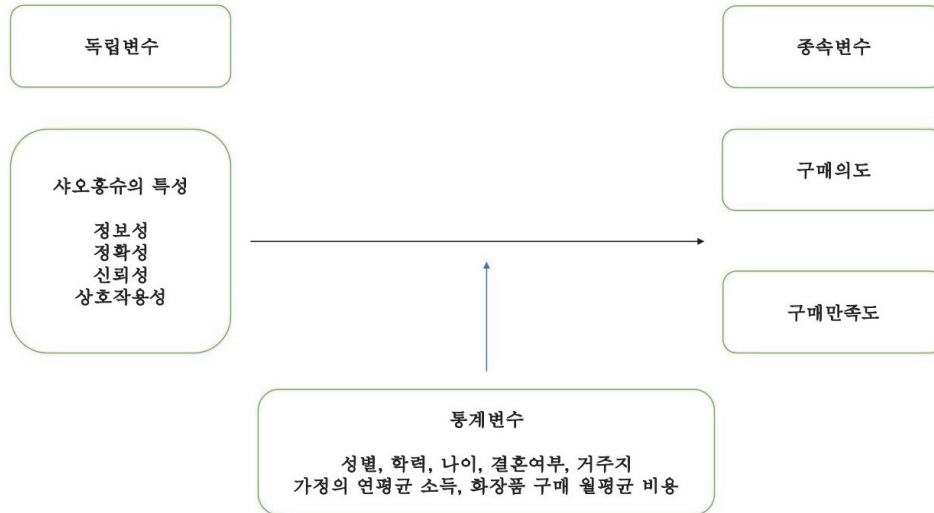 독립변수
종속변수
샤오홍슈의 특성
정보성
정확성
신뢰성
상호작용성
구매의도
구매만족도
통계변수
성별, 학력, 나이, 결혼여부, 거주지
가정의 연평균 소득, 화장품 구매 월평균 비용